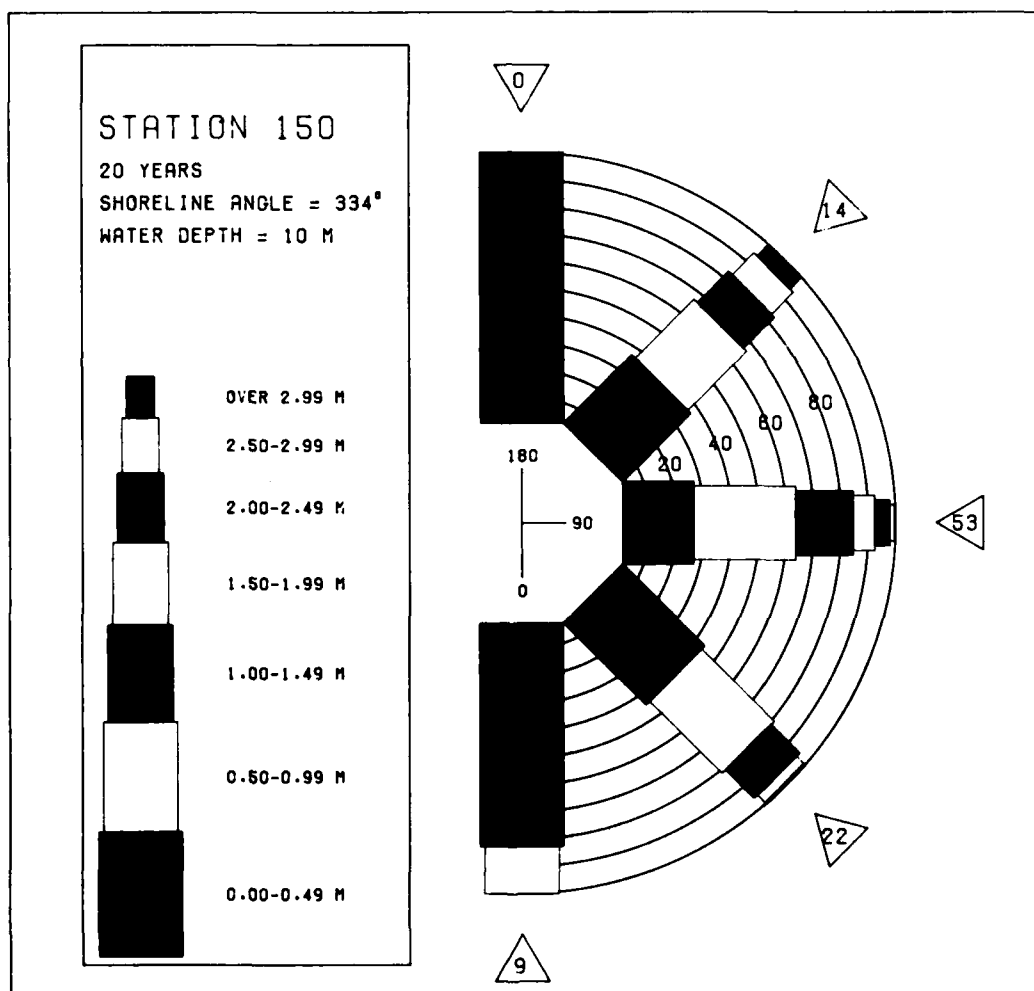 STATION 150
20 YEARS
SHORELINE ANGLE = 334°
WATER DEPTH = 10 M
OVER 2.99 M
2.50-2.99 M
2.00-2.49 M
1.50-1.99 M
1.00-1.49 M
0.50-0.99 M
0.00-0.49 M
0
14
80
60
40
20
180
90
0
53
22
9